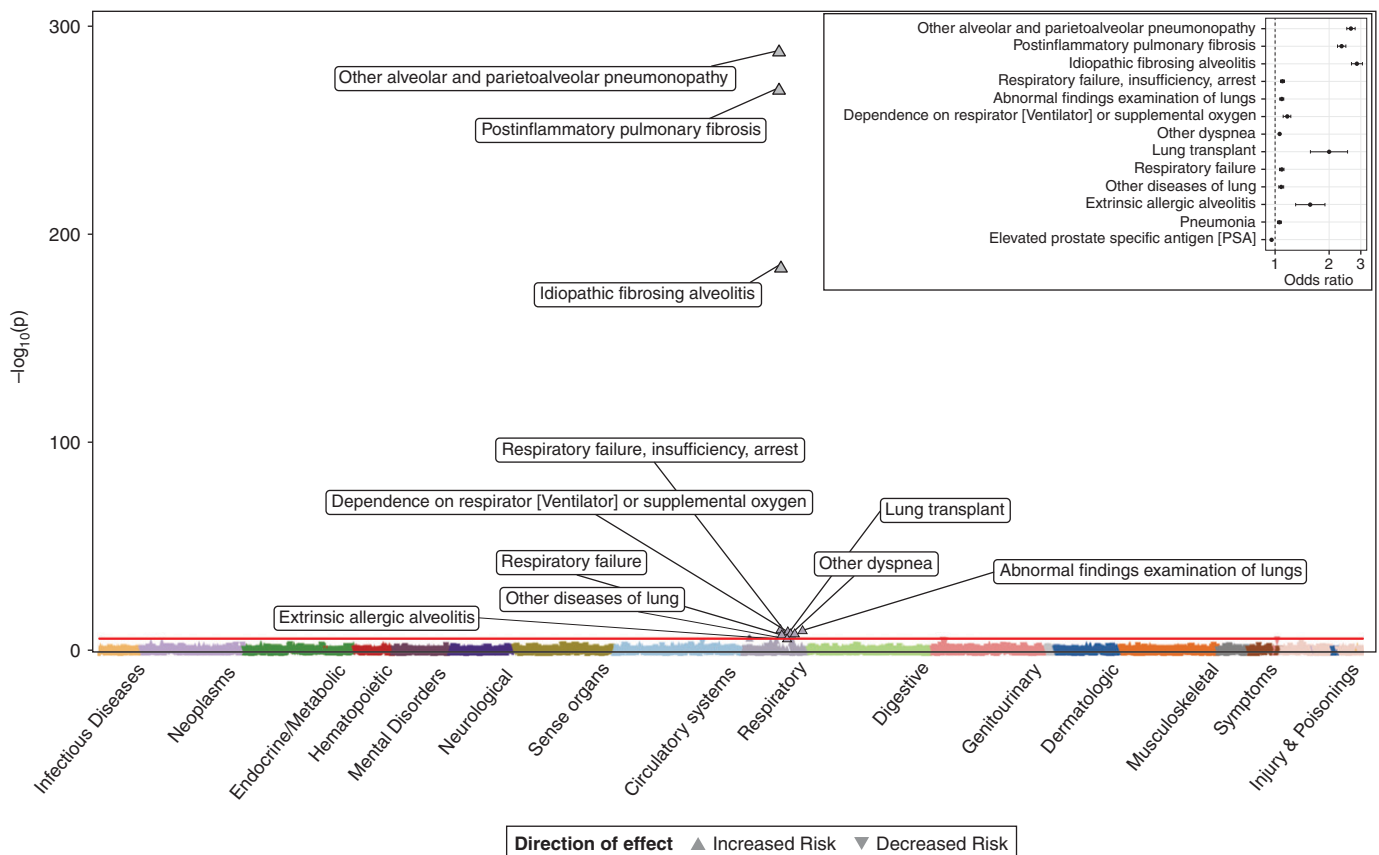 300
200
100
0
–log10(p)
Other alveolar and parietoalveolar pneumonopathy
Postinflammatory pulmonary fibrosis
Idiopathic fibrosing alveolitis
Respiratory failure, insufficiency, arrest
Dependence on respirator [Ventilator] or supplemental oxygen
Lung transplant
Respiratory failure
Other dyspnea
Abnormal findings examination of lungs
Other diseases of lung
Extrinsic allergic alveolitis
Other alveolar and parietoalveolar pneumonopathy
Postinflammatory pulmonary fibrosis
Idiopathic fibrosing alveolitis
Respiratory failure, insufficiency, arrest
Abnormal findings examination of lungs
Dependence on respirator [Ventilator] or supplemental oxygen
Other dyspnea
Lung transplant
Respiratory failure
Other diseases of lung
Extrinsic allergic alveolitis
Pneumonia
Elevated prostate specific antigen [PSA]
1 2 3
Odds ratio
Infectious Diseases
Neoplasms
Endocrine/Metabolic
Hematopoietic
Mental Disorders
Neurological
Sense organs
Circulatory systems
Respiratory
Digestive
Genitourinary
Dermatologic
Musculoskeletal
Symptoms
Injury & Poisonings
Direction of effect Increased Risk Decreased Risk